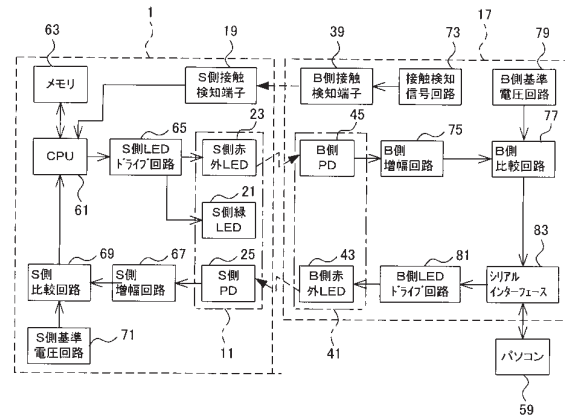 1
63
メモリ
19
S側接触
検知端子
39
B側接触
検知端子
73
接触検知
信号回路
17
79
B側基準
電圧回路
65
23
45
75
77
CPU
61
S側LED
ドライブ回路
S側赤
外LED
B側
PD
B側
増幅回路
B側
比較回路
21
S側緑
LED
69
67
25
43
81
83
S側
比較回路
S側
増幅回路
S側
PD
B側赤
外LED
B側LED
ドライブ回路
シリアル
インターフェース
S側基準
電圧回路
71
11
41
パソコン
59